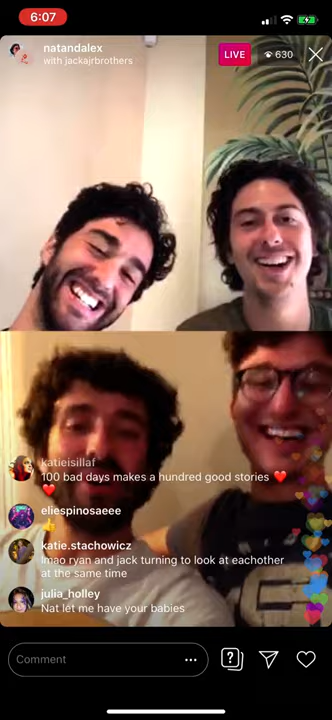 6:07
natandalex
with jackajrbrothers
LIVE
630
katieisillaf
100 bad days makes a hundred good stories ❤️
❤️
eliespinosaeee
👍
katie.stachowicz
lmao ryan and jack turning to look at eachother
at the same time
julia_holley
Nat let me have your babies
Comment